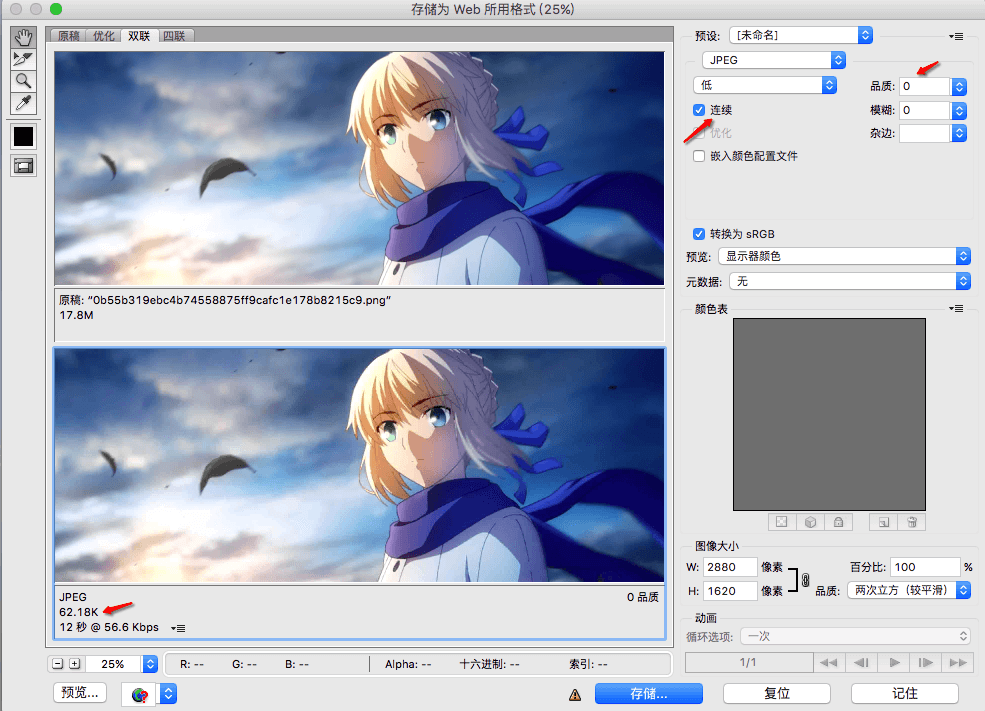 存储为 Web 所用格式 (25%)
原稿 优化 双联 四联
原稿: “0b55b319ebc4b74558875ff9cafc1e178b8215c9.png”
17.8M
JPEG
0 品质
62.18K
12 秒 @ 56.6 Kbps
25%
R: -- G: -- B: -- Alpha: -- 十六进制: -- 索引: --
预览...
存储... 复位 记住
预设: [未命名]
JPEG
低
品质: 0
连续
模糊: 0
优化
杂边:
嵌入颜色配置文件
转换为 sRGB
预览: 显示器颜色
元数据: 无
颜色表
图像大小
W: 2880 像素
百分比: 100 %
H: 1620 像素
品质: 两次立方（较平滑）
动画
循环选项: 一次
1/1